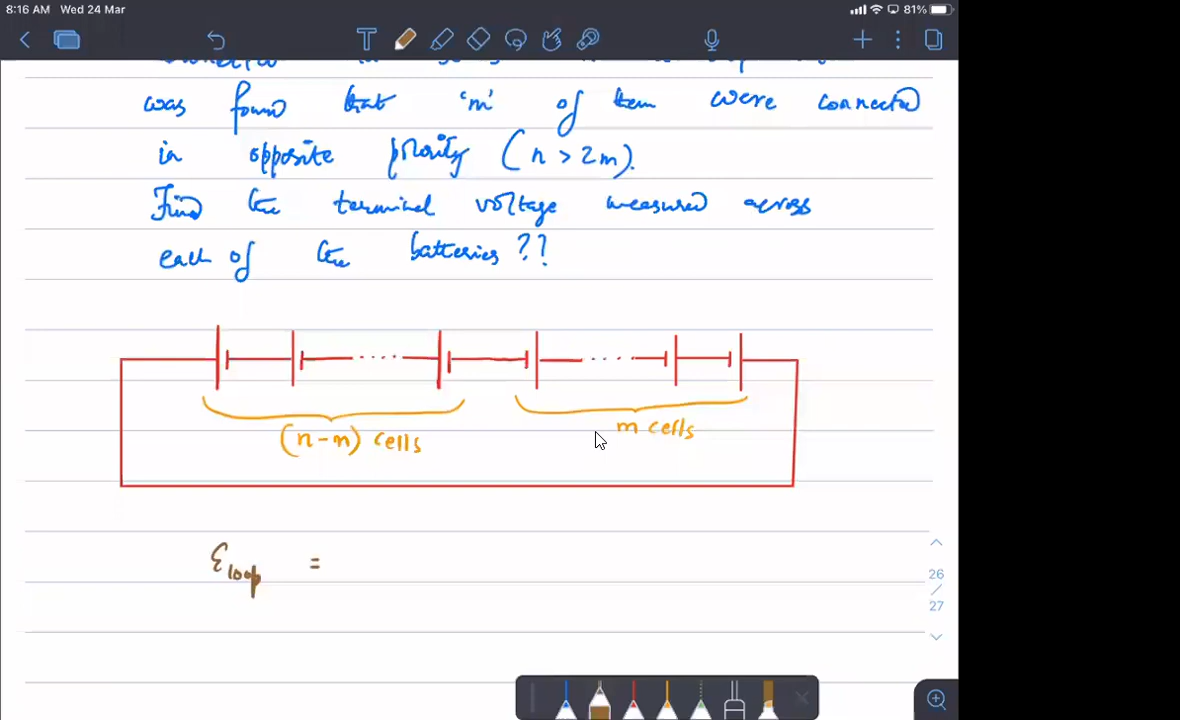 8:16 AM Wed 24 Mar
81%
was found that 'm' of them were connected
in opposite polarity (n > 2m).
Find the terminal voltage measured across
each of the batteries ??
(n-m) cells
m cells
ε loop =
26
/
27